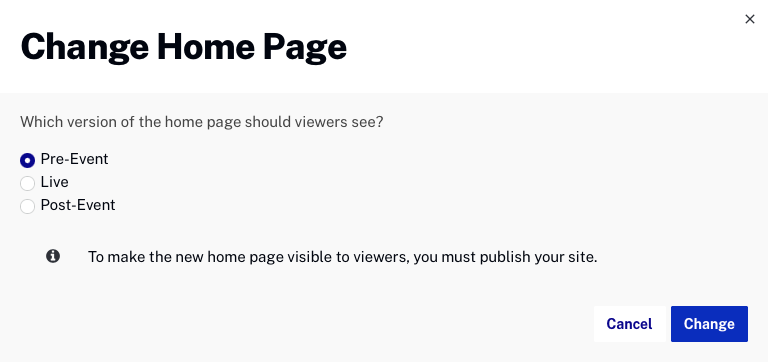 Change Home Page
Which version of the home page should viewers see?
Pre-Event
Live
Post-Event
To make the new home page visible to viewers, you must publish your site.
Cancel
Change